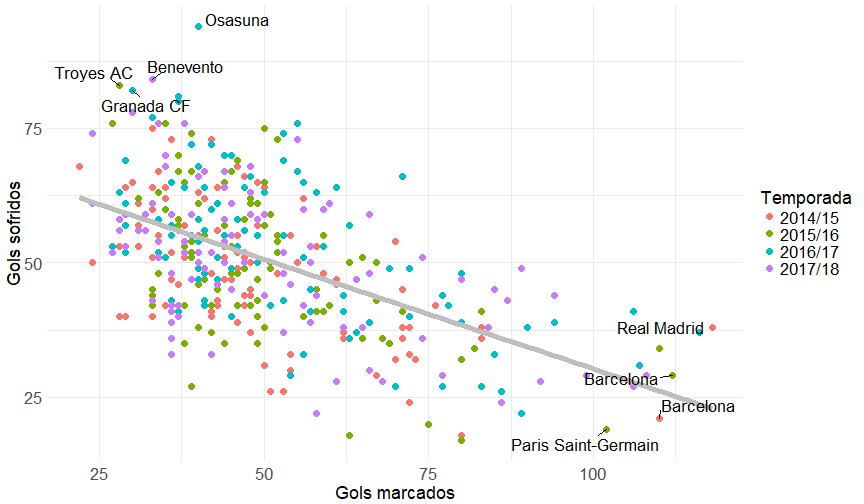 Osasuna
Troyes AC
Benevento
Granada CF
75
50
25
Gols sofridos
Real Madrid
Barcelona
Barcelona
Paris Saint-Germain
25
50
75
100
Gols marcados
Temporada
2014/15
2015/16
2016/17
2017/18